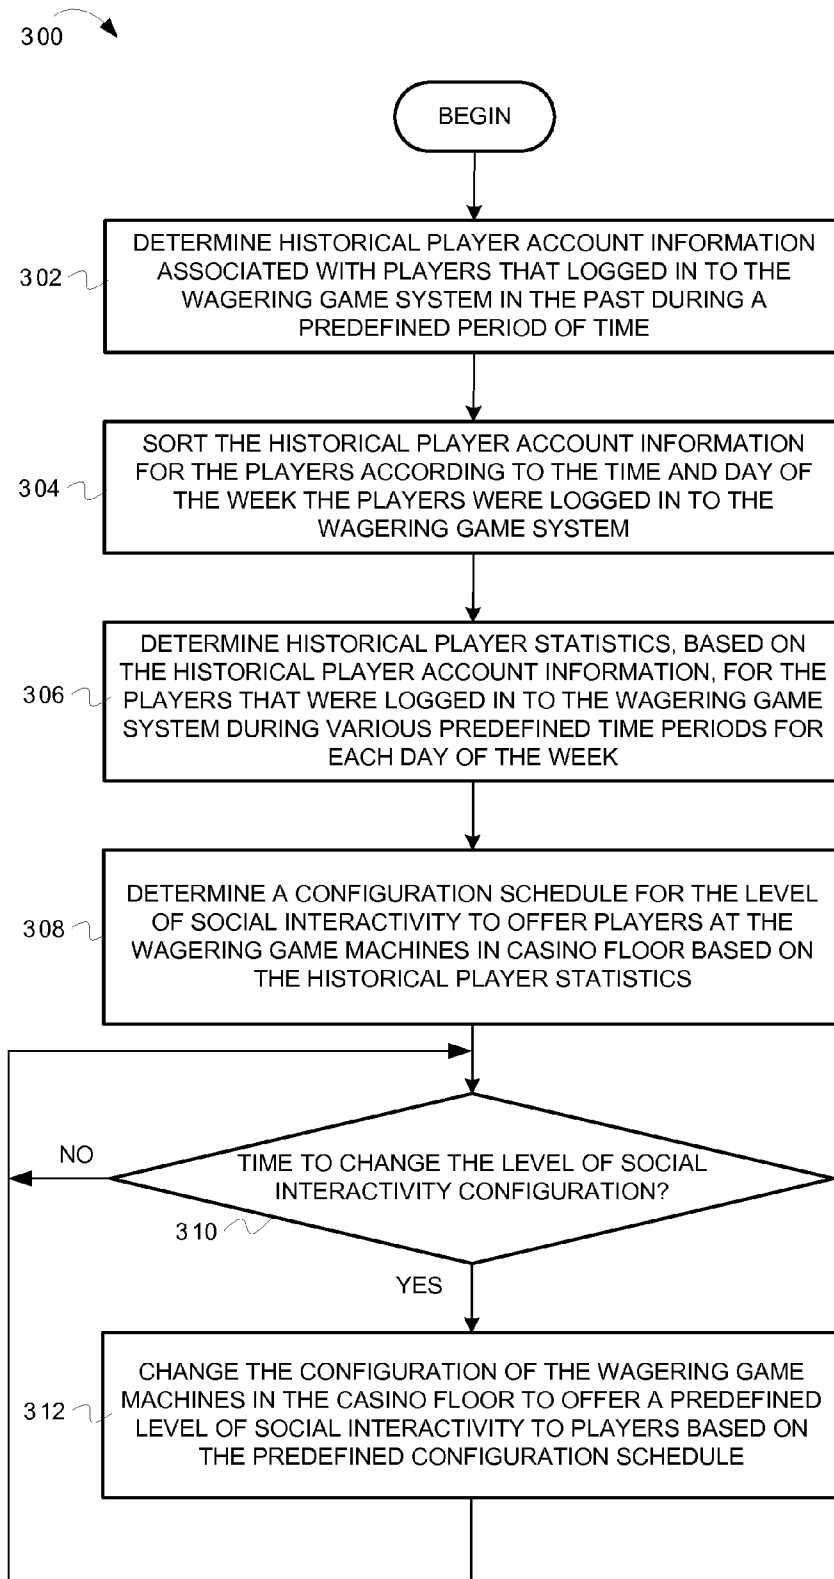 300
BEGIN
302
DETERMINE HISTORICAL PLAYER ACCOUNT INFORMATION
ASSOCIATED WITH PLAYERS THAT LOGGED IN TO THE
WAGERING GAME SYSTEM IN THE PAST DURING A
PREDEFINED PERIOD OF TIME
304
SORT THE HISTORICAL PLAYER ACCOUNT INFORMATION
FOR THE PLAYERS ACCORDING TO THE TIME AND DAY OF
THE WEEK THE PLAYERS WERE LOGGED IN TO THE
WAGERING GAME SYSTEM
306
DETERMINE HISTORICAL PLAYER STATISTICS, BASED ON
THE HISTORICAL PLAYER ACCOUNT INFORMATION, FOR THE
PLAYERS THAT WERE LOGGED IN TO THE WAGERING GAME
SYSTEM DURING VARIOUS PREDEFINED TIME PERIODS FOR
EACH DAY OF THE WEEK
308
DETERMINE A CONFIGURATION SCHEDULE FOR THE LEVEL
OF SOCIAL INTERACTIVITY TO OFFER PLAYERS AT THE
WAGERING GAME MACHINES IN CASINO FLOOR BASED ON
THE HISTORICAL PLAYER STATISTICS
NO
TIME TO CHANGE THE LEVEL OF SOCIAL
INTERACTIVITY CONFIGURATION?
310
YES
312
CHANGE THE CONFIGURATION OF THE WAGERING GAME
MACHINES IN THE CASINO FLOOR TO OFFER A PREDEFINED
LEVEL OF SOCIAL INTERACTIVITY TO PLAYERS BASED ON
THE PREDEFINED CONFIGURATION SCHEDULE